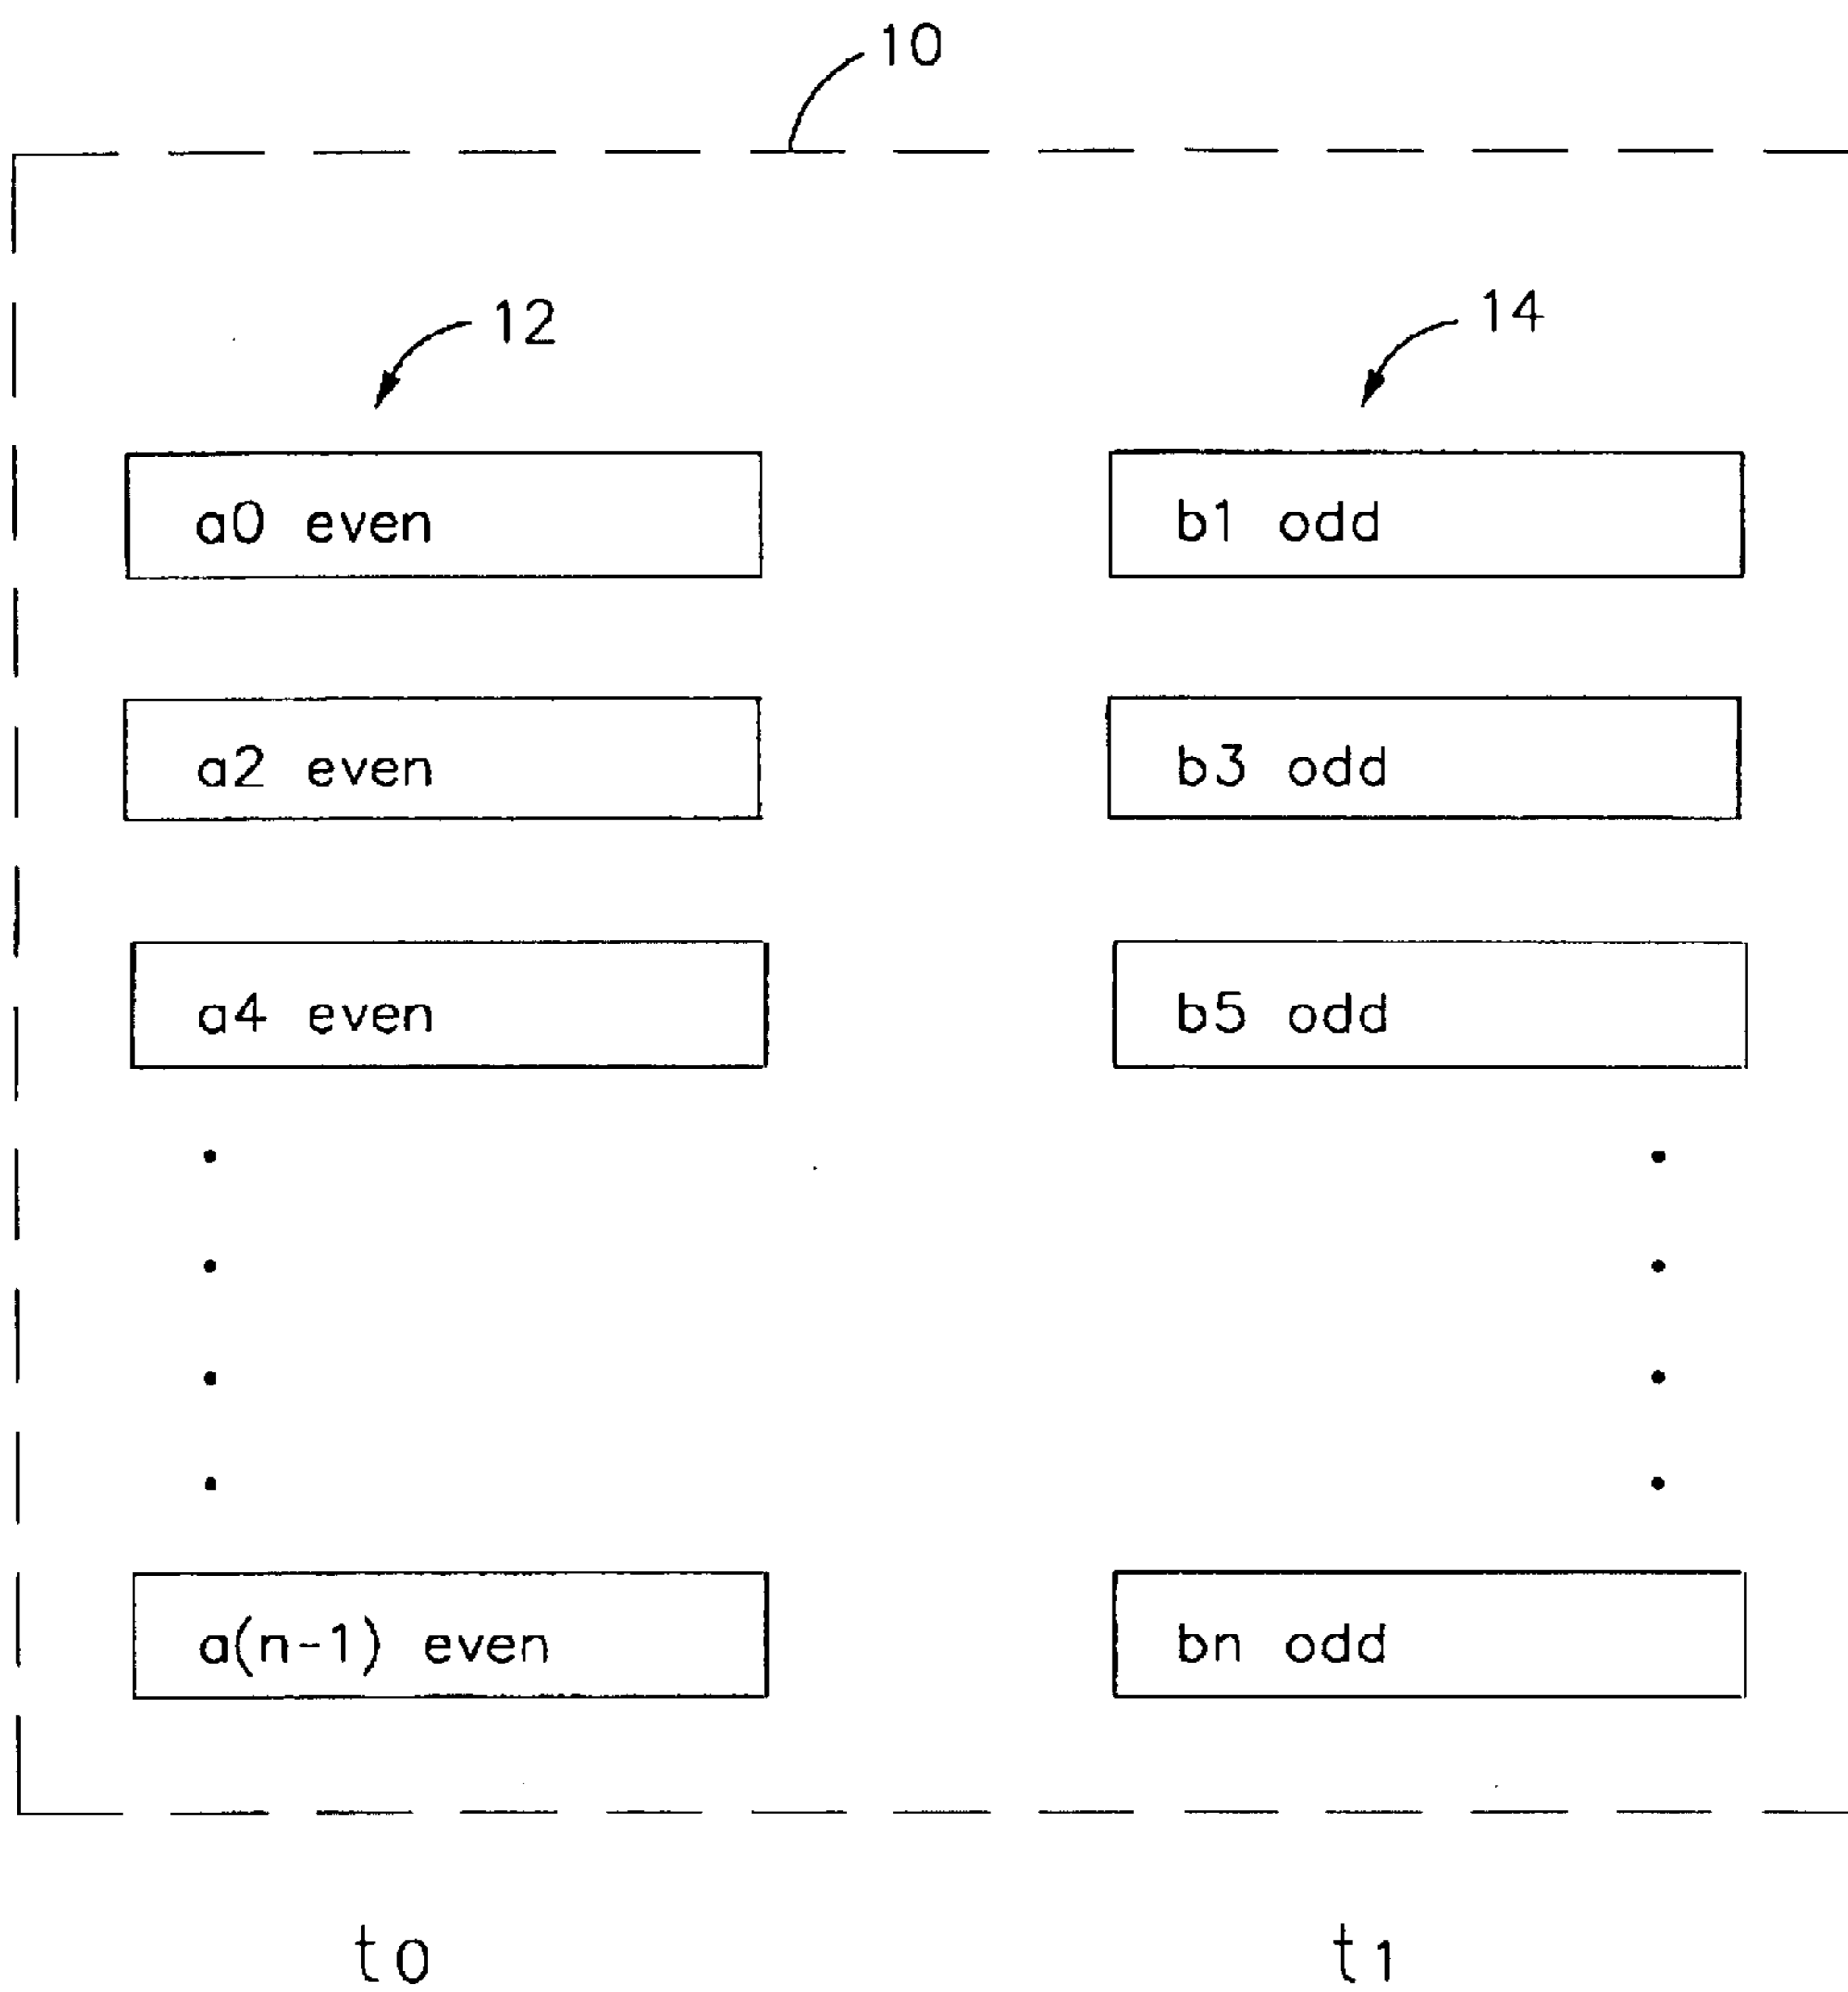 10
12 14
a0 even b1 odd
a2 even b3 odd
a4 even b5 odd
a(n-1) even bn odd
t0 t1